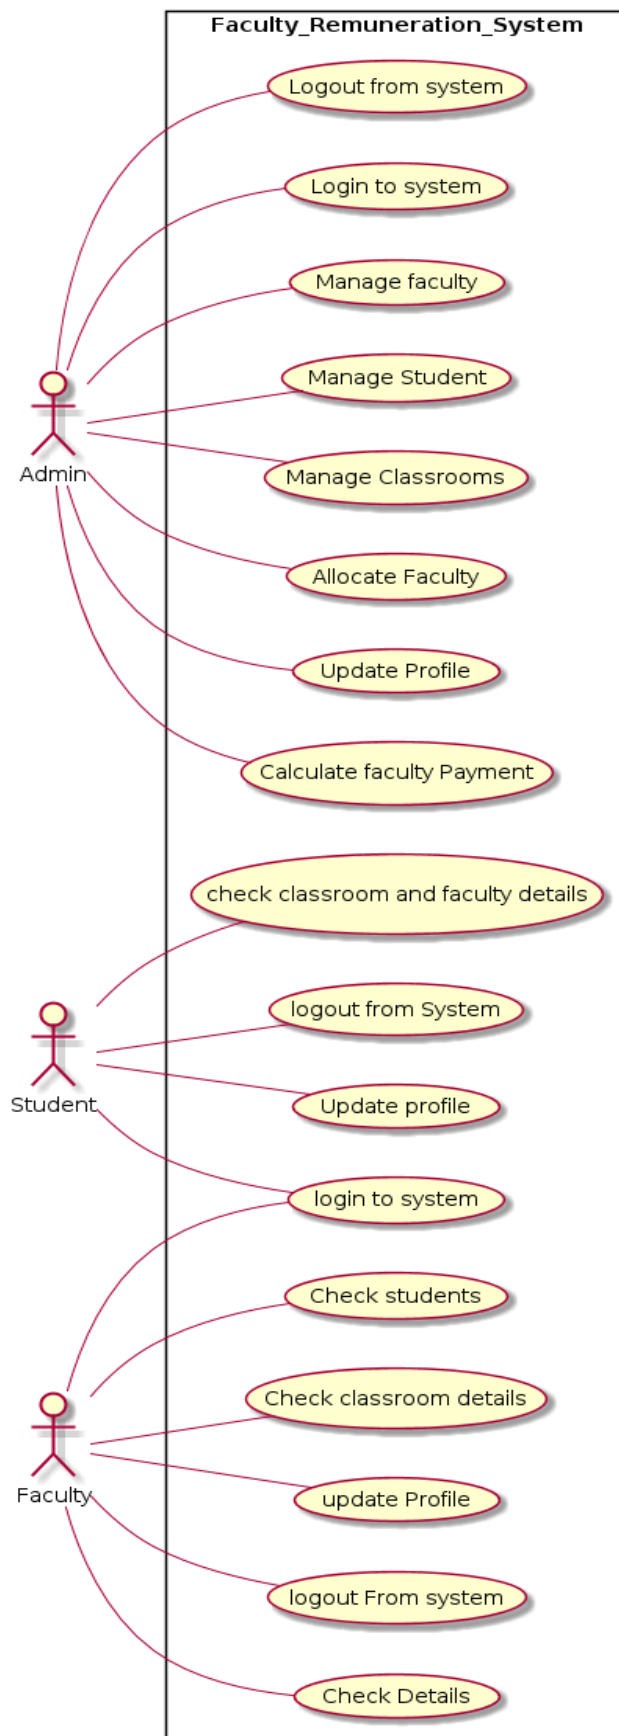 Faculty_Remuneration_System
Logout from system
Login to system
Manage faculty
Manage Student
Admin
Manage Classrooms
Allocate Faculty
Update Profile
Calculate faculty Payment
check classroom and faculty details
logout from System
Student
Update profile
login to system
Check students
Check classroom details
Faculty
update Profile
logout From system
Check Details